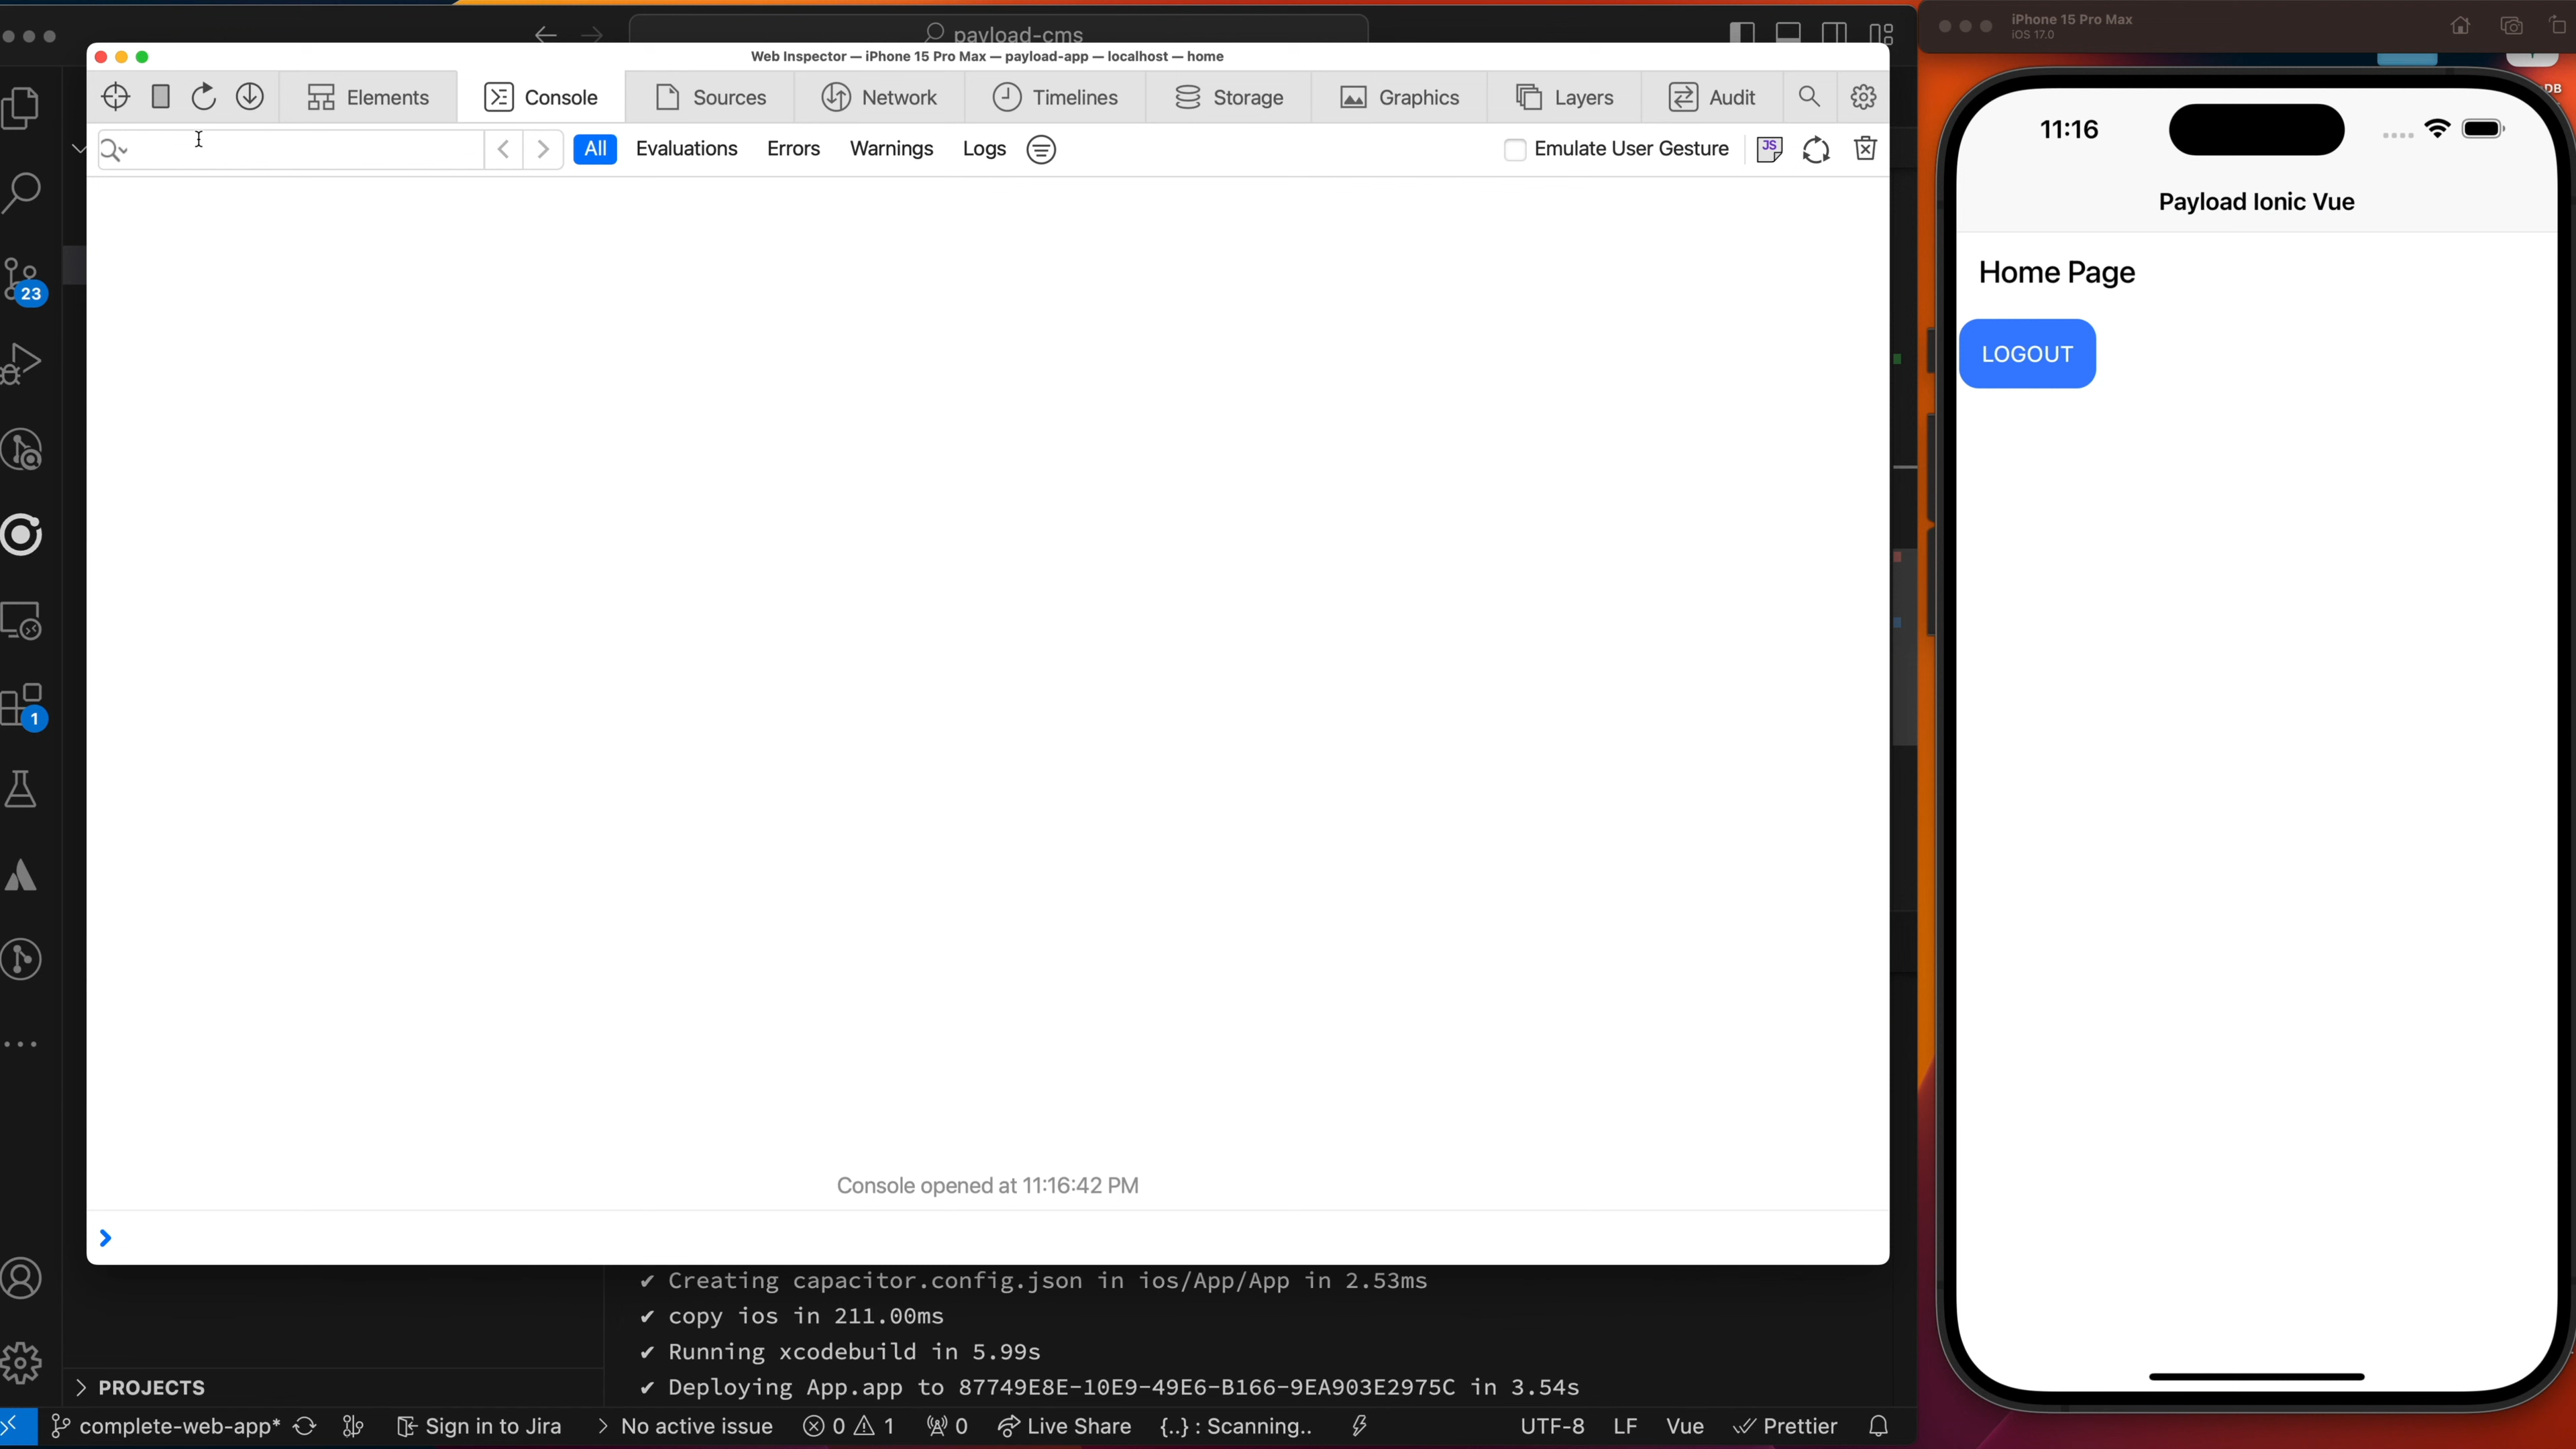 payload-cms
iPhone 15 Pro Max
iOS 17.0
Web Inspector — iPhone 15 Pro Max — payload-app — localhost — home
Elements Console Sources Network Timelines Storage Graphics Layers Audit
All Evaluations Errors Warnings Logs Emulate User Gesture JS
DB
11:16
Payload Ionic Vue
Home Page
LOGOUT
23
1
Console opened at 11:16:42 PM
✔ Creating capacitor.config.json in ios/App/App in 2.53ms
✔ copy ios in 211.00ms
✔ Running xcodebuild in 5.99s
✔ Deploying App.app to 87749E8E-10E9-49E6-B166-9EA903E2975C in 3.54s
PROJECTS
complete-web-app* Sign in to Jira No active issue 0 1 0 Live Share {..} : Scanning.. UTF-8 LF Vue Prettier